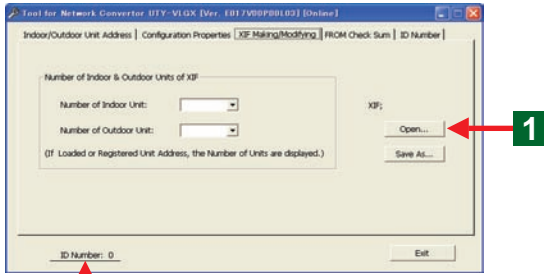 Tool for Network Convertor UTY-VLGX [Ver. E017V00P00L03] [Online]
Indoor/Outdoor Unit Address | Configuration Properties | XIF Making/Modifying | FROM Check Sum | ID Number
Number of Indoor & Outdoor Units of XIF
Number of Indoor Unit:
XIF;
Number of Outdoor Unit:
Open...
1
(If Loaded or Registered Unit Address, the Number of Units are displayed.)
Save As...
ID Number: 0
Exit